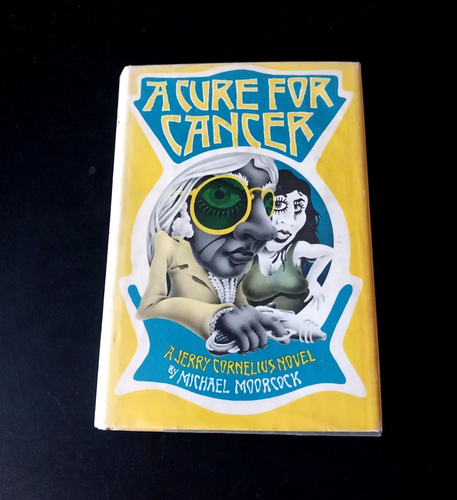 A CURE FOR
CANCER
A JERRY CORNELIUS NOVEL
BY MICHAEL MOORCOCK